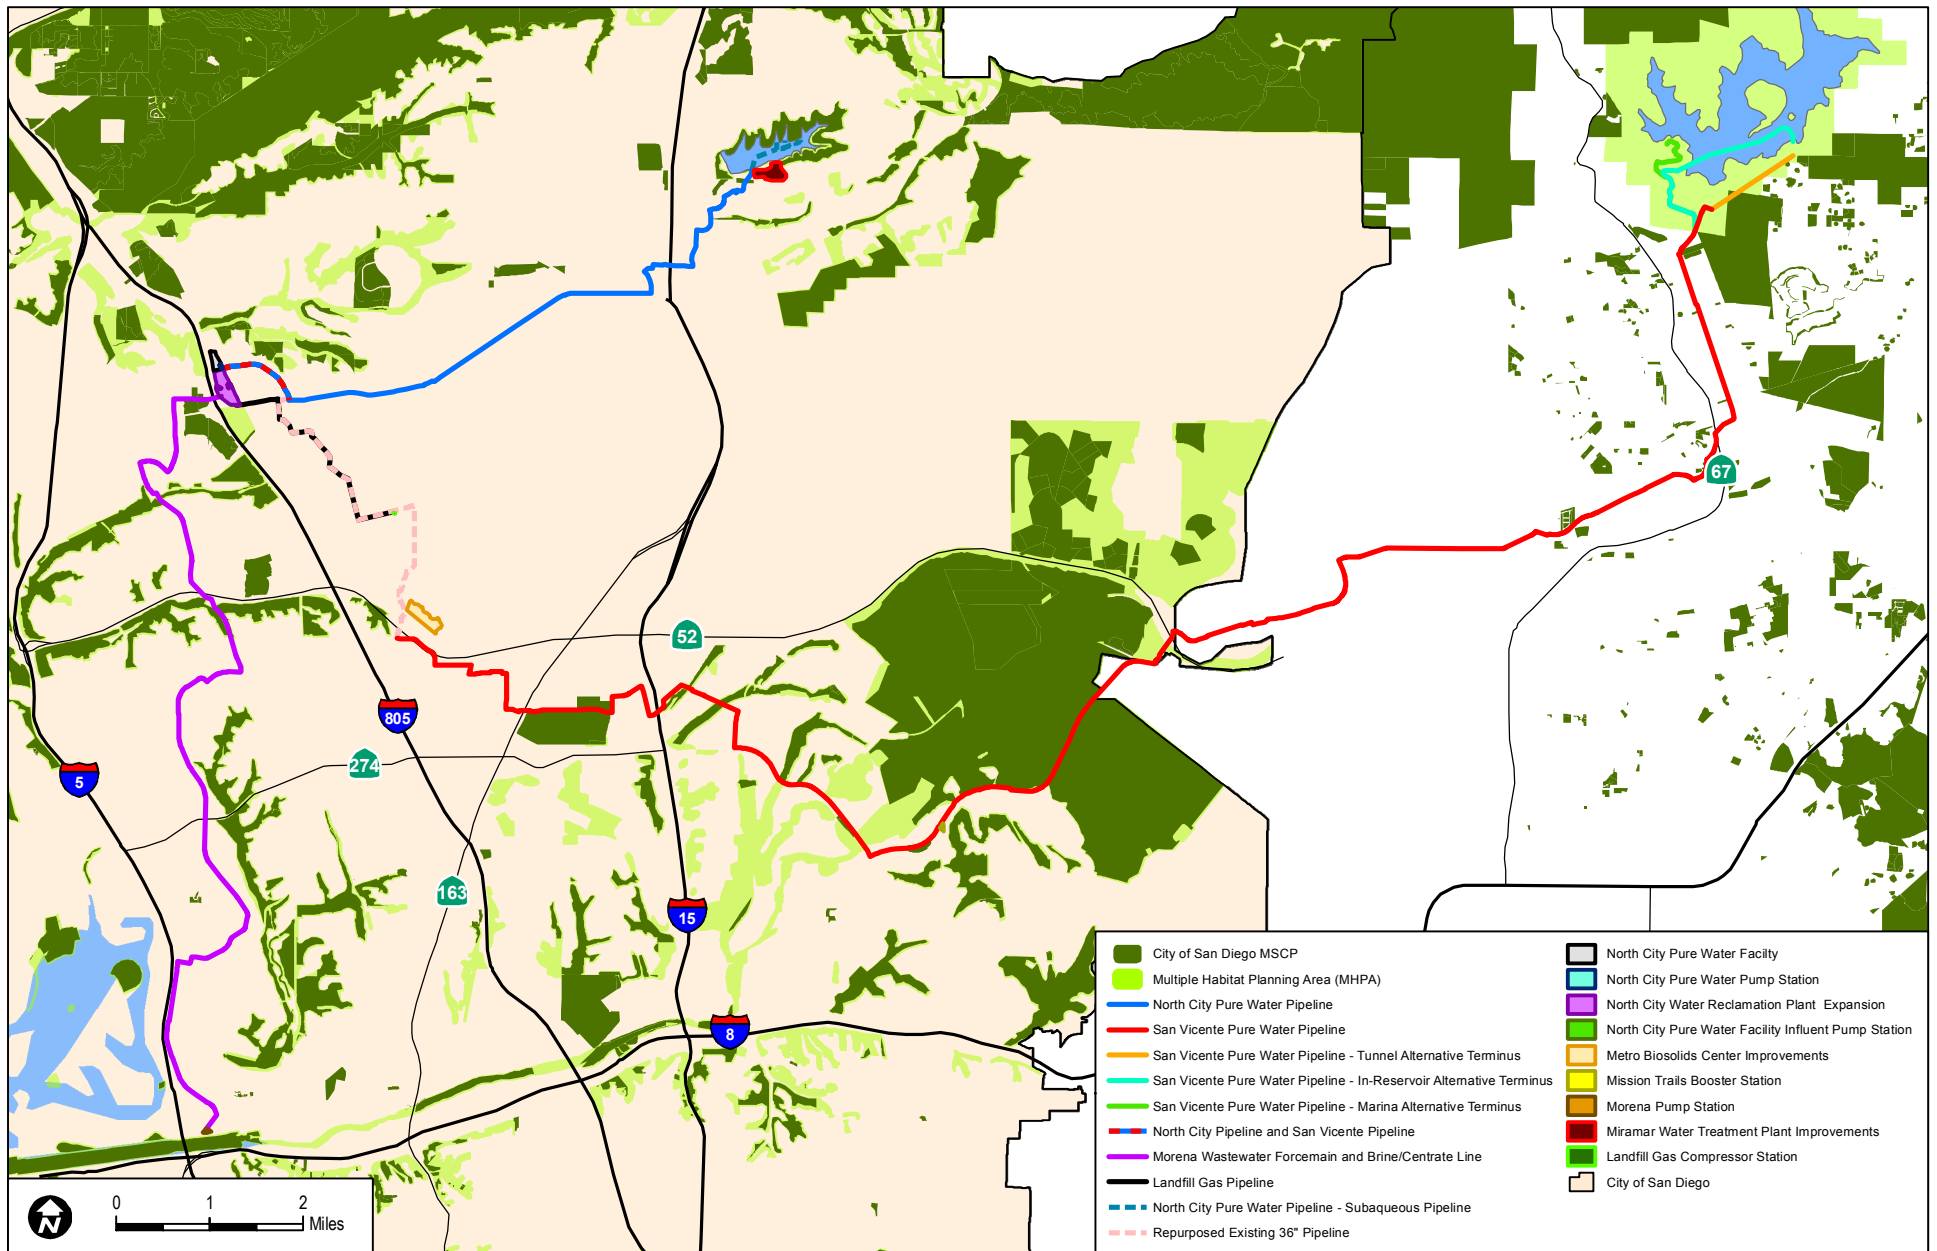 67
52
805
274
5
163
15
8
City of San Diego MSCP
Multiple Habitat Planning Area (MHPA)
North City Pure Water Pipeline
San Vicente Pure Water Pipeline
San Vicente Pure Water Pipeline - Tunnel Alternative Terminus
San Vicente Pure Water Pipeline - In-Reservoir Alternative Terminus
San Vicente Pure Water Pipeline - Marina Alternative Terminus
North City Pipeline and San Vicente Pipeline
Morena Wastewater Forcemain and Brine/Centrate Line
Landfill Gas Pipeline
North City Pure Water Pipeline - Subaqueous Pipeline
Repurposed Existing 36" Pipeline
North City Pure Water Facilty
North City Pure Water Pump Station
North City Water Reclamation Plant Expansion
North City Pure Water Facility Influent Pump Station
Metro Biosolids Center Improvements
Mission Trails Booster Station
Morena Pump Station
Miramar Water Treatment Plant Improvements
Landfill Gas Compressor Station
City of San Diego
N
0 1 2
Miles